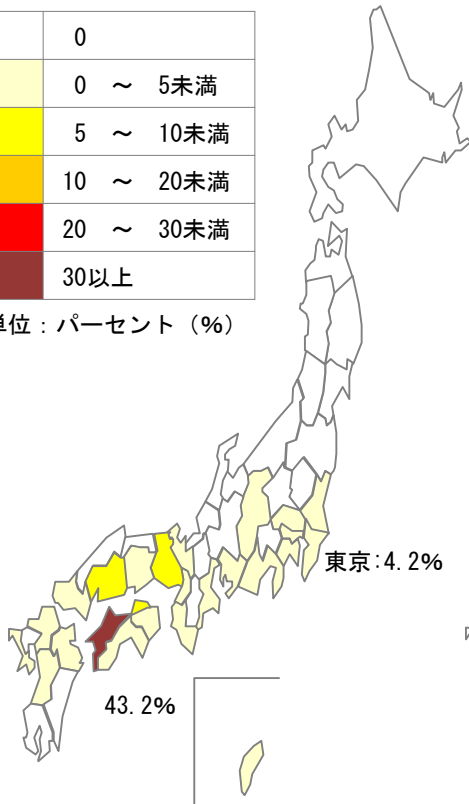 0
0 ～ 5未満
5 ～ 10未満
10 ～ 20未満
20 ～ 30未満
30以上
単位：パーセント（%）
東京:4.2%
43.2%